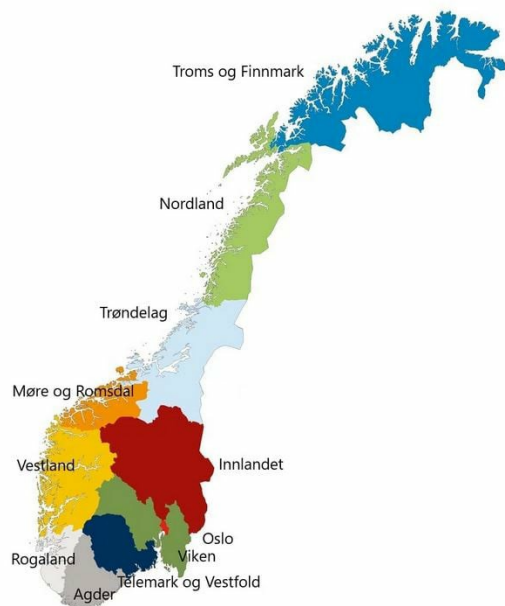 Troms og Finnmark
Nordland
Trøndelag
Møre og Romsdal
Vestland
Innlandet
Oslo
Rogaland
Viken
Telemark og Vestfold
Agder